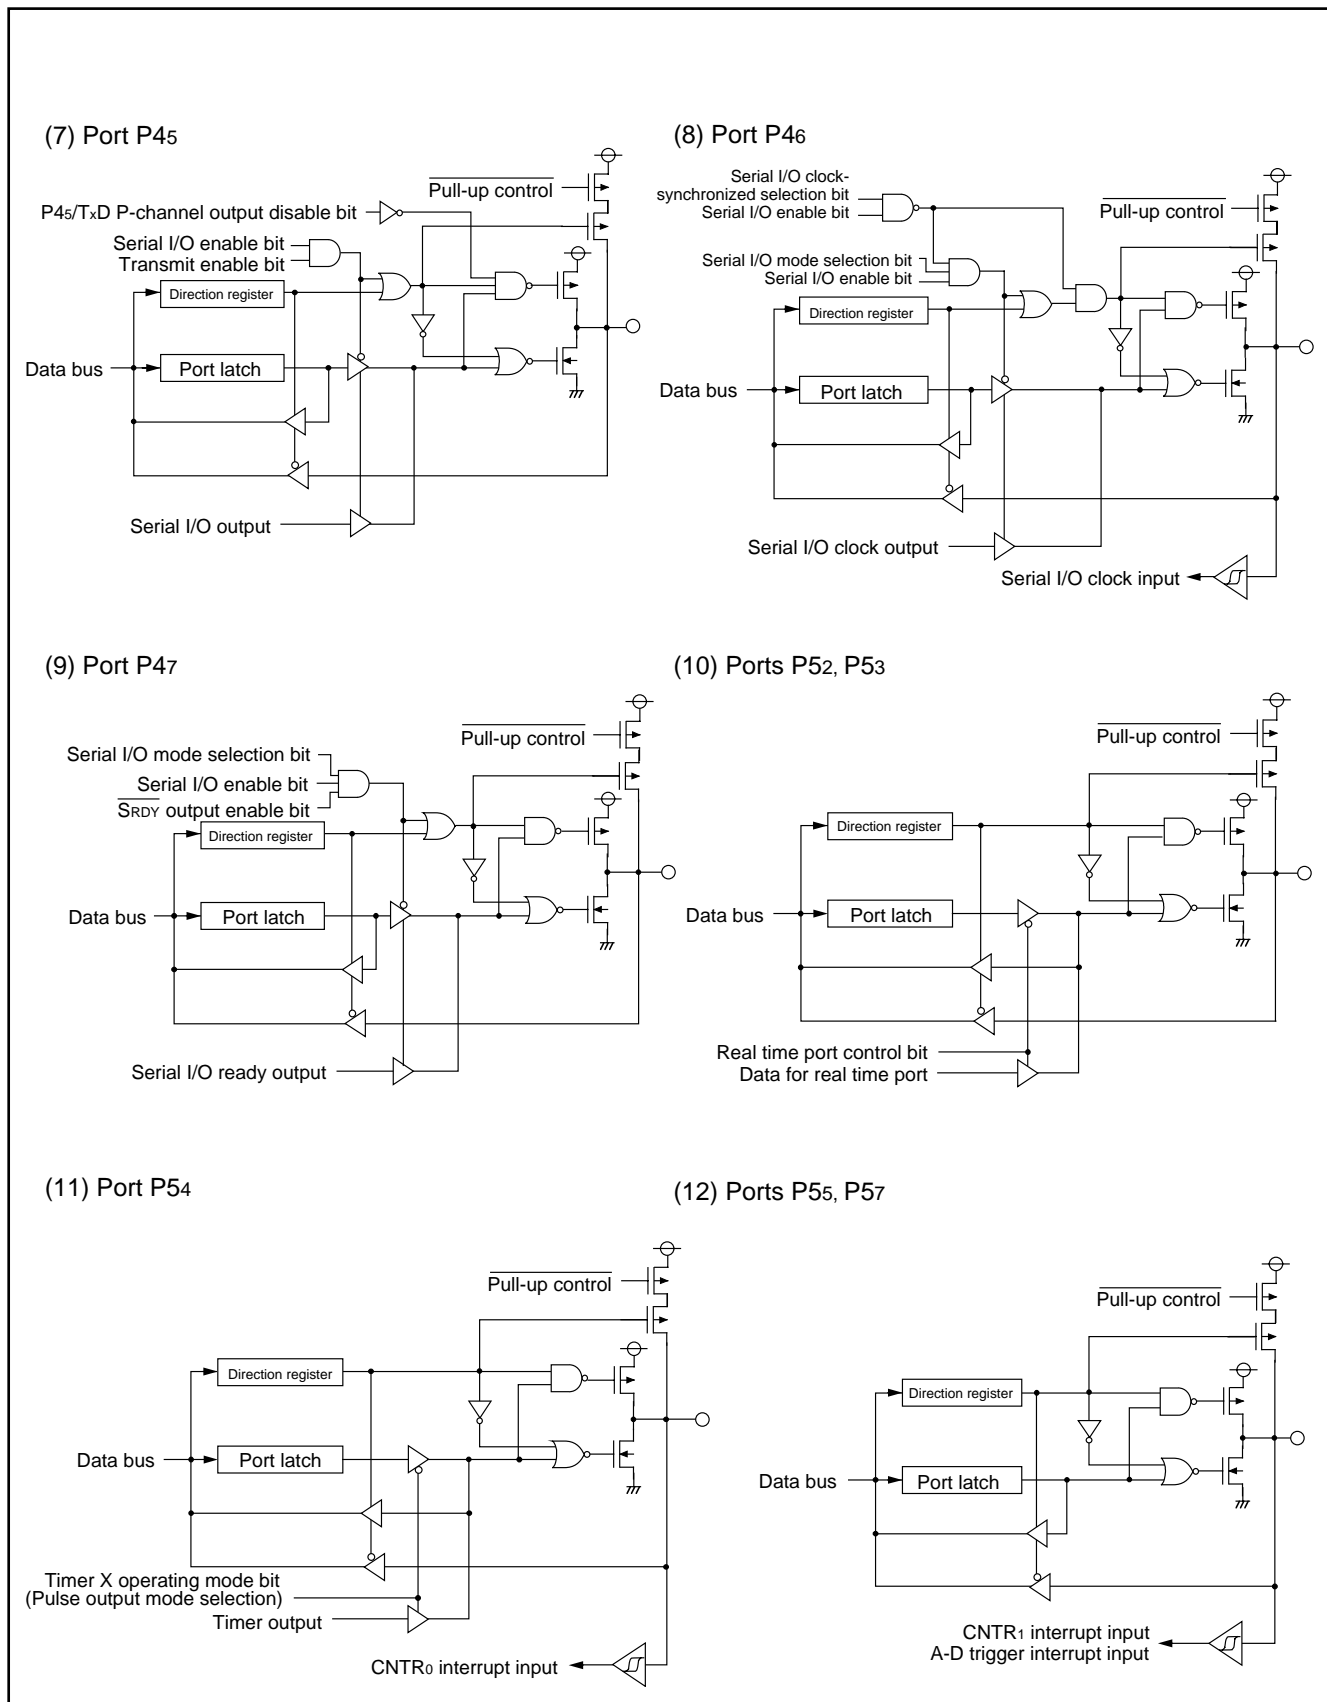 (7) Port P45
Pull-up control
P45/TxD P-channel output disable bit
Serial I/O enable bit
Transmit enable bit
Direction register
Data bus
Port latch
Serial I/O output
(8) Port P46
Serial I/O clock-
synchronized selection bit
Serial I/O enable bit
Pull-up control
Serial I/O mode selection bit
Serial I/O enable bit
Direction register
Data bus
Port latch
Serial I/O clock output
Serial I/O clock input
(9) Port P47
Pull-up control
Serial I/O mode selection bit
Serial I/O enable bit
SRDY output enable bit
Direction register
Data bus
Port latch
Serial I/O ready output
(10) Ports P52, P53
Pull-up control
Direction register
Data bus
Port latch
Real time port control bit
Data for real time port
(11) Port P54
Pull-up control
Direction register
Data bus
Port latch
Timer X operating mode bit
(Pulse output mode selection)
Timer output
CNTR0 interrupt input
(12) Ports P55, P57
Pull-up control
Direction register
Data bus
Port latch
CNTR1 interrupt input
A-D trigger interrupt input